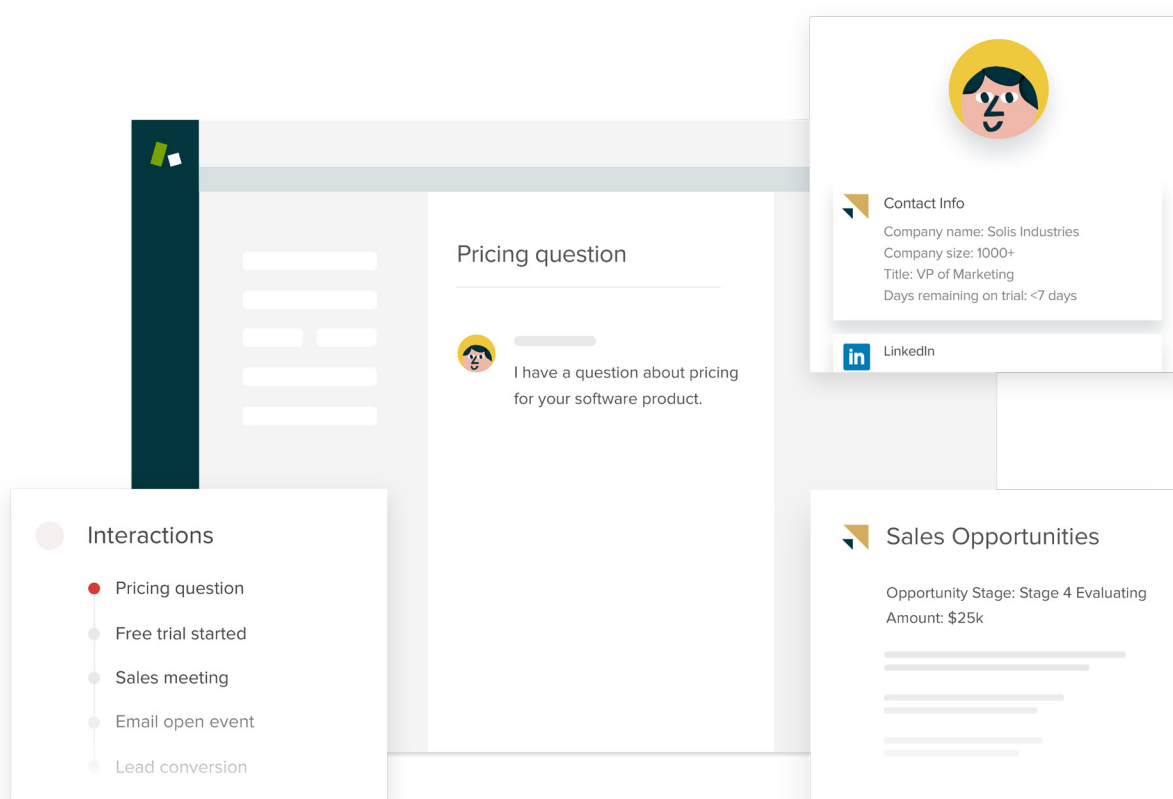 Contact Info
Company name: Solis Industries
Company size: 1000+
Title: VP of Marketing
Days remaining on trial: <7 days
in
LinkedIn
Pricing question
I have a question about pricing
for your software product.
Interactions
Pricing question
Free trial started
Sales meeting
Email open event
Lead conversion
Sales Opportunities
Opportunity Stage: Stage 4 Evaluating
Amount: $25k